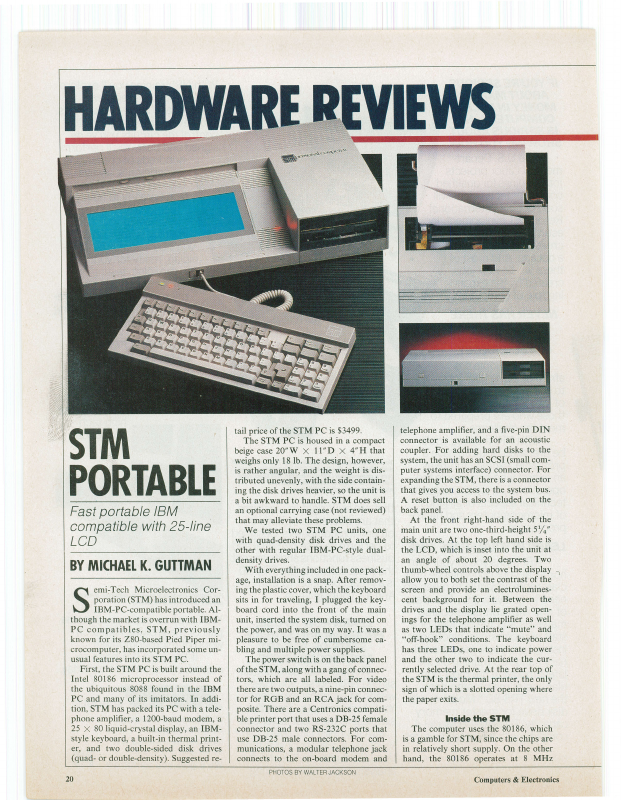 HARDWARE REVIEWS
STM
PORTABLE
Fast portable IBM
compatible with 25-line
LCD
BY MICHAEL K. GUTTMAN
Semi-Tech Microelectronics Cor-
poration (STM) has introduced an
IBM-PC-compatible portable. Al-
though the market is overrun with IBM-
PC compatibles, STM, previously
known for its Z80-based Pied Piper mi-
crocomputer, has incorporated some un-
usual features into its STM PC.
First, the STM PC is built around the
Intel 80186 microprocessor instead of
the ubiquitous 8088 found in the IBM
PC and many of its imitators. In addi-
tion, STM has packed its PC with a tele-
phone amplifier, a 1200-baud modem, a
25 × 80 liquid-crystal display, an IBM-
style keyboard, a built-in thermal print-
er, and two double-sided disk drives
(quad- or double-density). Suggested re-
tail price of the STM PC is $3499.
The STM PC is housed in a compact
beige case 20″W × 11″D × 4″H that
weighs only 18 lb. The design, however,
is rather angular, and the weight is dis-
tributed unevenly, with the side contain-
ing the disk drives heavier, so the unit is
a bit awkward to handle. STM does sell
an optional carrying case (not reviewed)
that may alleviate these problems.
We tested two STM PC units, one
with quad-density disk drives and the
other with regular IBM-PC-style dual-
density drives.
With everything included in one pack-
age, installation is a snap. After remov-
ing the plastic cover, which the keyboard
sits in for traveling, I plugged the key-
board cord into the front of the main
unit, inserted the system disk, turned on
the power, and was on my way. It was a
pleasure to be free of cumbersome ca-
bling and multiple power supplies.
The power switch is on the back panel
of the STM, along with a gang of connec-
tors, which are all labeled. For video
there are two outputs, a nine-pin connec-
tor for RGB and an RCA jack for com-
posite. There is a Centronics compati-
ble printer port that uses a DB-25 female
connector and two RS-232C ports that
use DB-25 male connectors. For com-
munications, a modular telephone jack
connects to the on-board modem and
telephone amplifier, and a five-pin DIN
connector is available for an acoustic
coupler. For adding hard disks to the
system, the unit has an SCSI (small com-
puter systems interface) connector. For
expanding the STM, there is a connector
that gives you access to the system bus.
A reset button is also included on the
back panel.
At the front right-hand side of the
main unit are two one-third-height 5¼″
disk drives. At the top left hand side is
the LCD, which is inset into the unit at
an angle of about 20 degrees. Two
thumb-wheel controls above the display
allow you to both set the contrast of the
screen and provide an electrolumines-
cent background for it. Between the
drives and the display lie grated open-
ings for the telephone amplifier as well
as two LEDs that indicate “mute” and
“off-hook” conditions. The keyboard
has three LEDs, one to indicate power
and the other two to indicate the cur-
rently selected drive. At the rear top of
the STM is the thermal printer, the only
sign of which is a slotted opening where
the paper exits.
Inside the STM
The computer uses the 80186, which
is a gamble for STM, since the chips are
in relatively short supply. On the other
hand, the 80186 operates at 8 MHz
20
PHOTOS BY WALTER JACKSON
Computers & Electronics